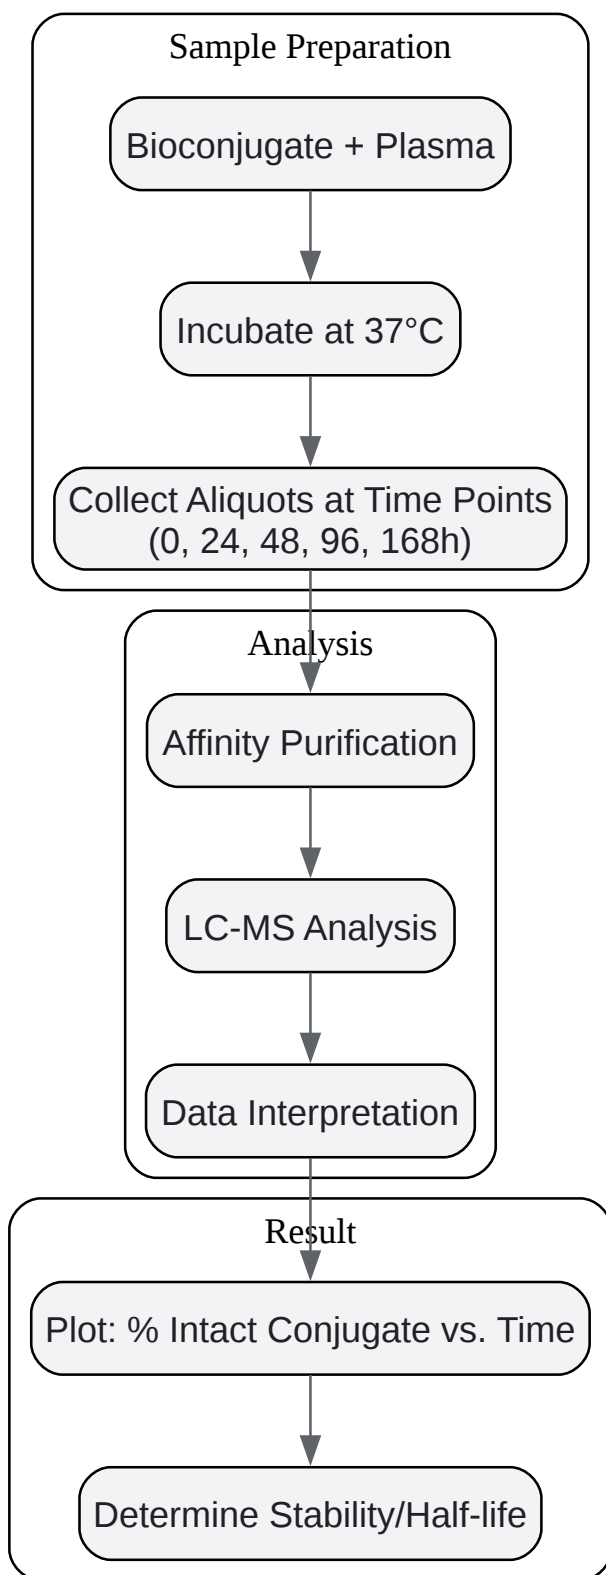 Sample Preparation
Bioconjugate + Plasma
Incubate at 37°C
Collect Aliquots at Time Points
(0, 24, 48, 96, 168h)
Analysis
Affinity Purification
LC-MS Analysis
Data Interpretation
Result
Plot: % Intact Conjugate vs. Time
Determine Stability/Half-life